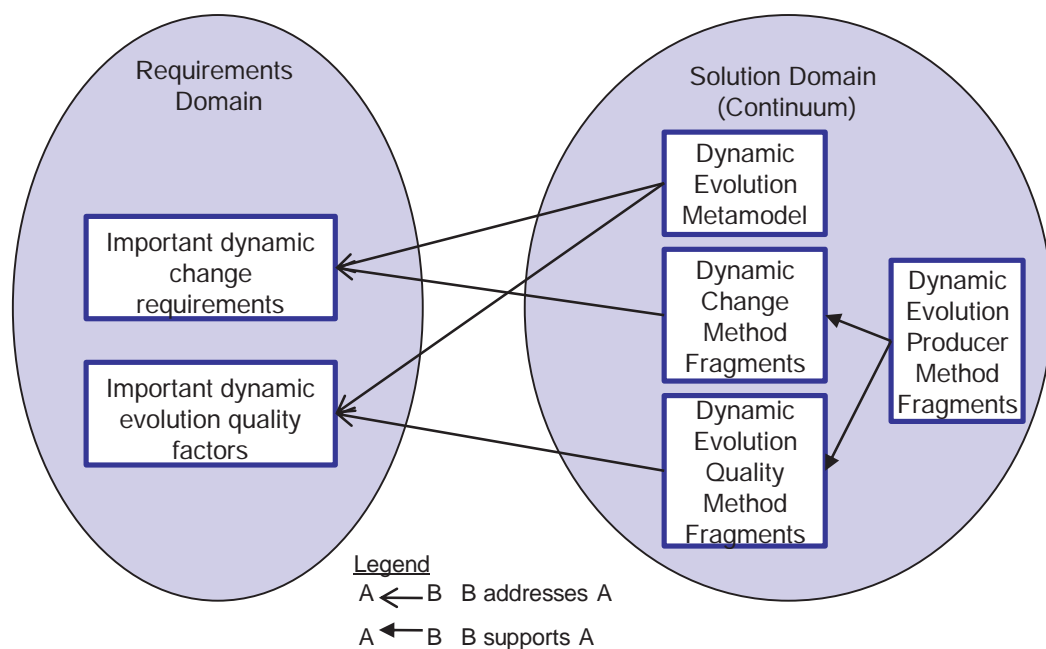 Requirements
Domain
Important dynamic
change
requirements
Important dynamic
evolution quality
factors
Solution Domain
(Continuum)
Dynamic
Evolution
Metamodel
Dynamic
Change
Method
Fragments
Dynamic
Evolution
Quality
Method
Fragments
Dynamic
Evolution
Producer
Method
Fragments
Legend
A B B addresses A
A B B supports A